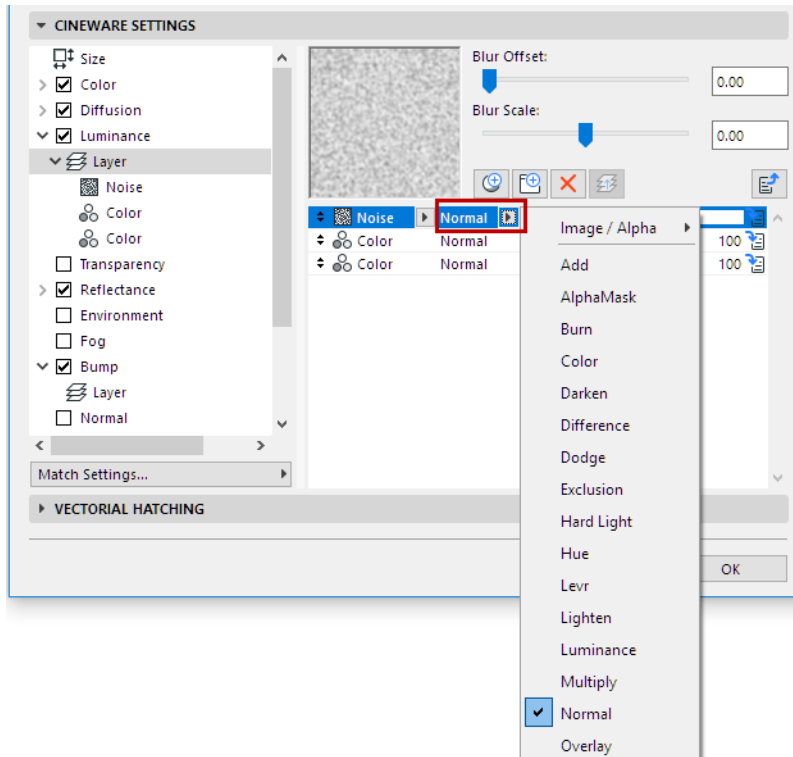 CINEWARE SETTINGS
Size
Color
Diffusion
Luminance
Layer
Noise
Color
Color
Transparency
Reflectance
Environment
Fog
Bump
Layer
Normal
Match Settings...
Blur Offset:
0.00
Blur Scale:
0.00
Noise Normal
Color Normal 100
Color Normal 100
Image / Alpha
Add
AlphaMask
Burn
Color
Darken
Difference
Dodge
Exclusion
Hard Light
Hue
Levr
Lighten
Luminance
Multiply
Normal
Overlay
VECTORIAL HATCHING
OK